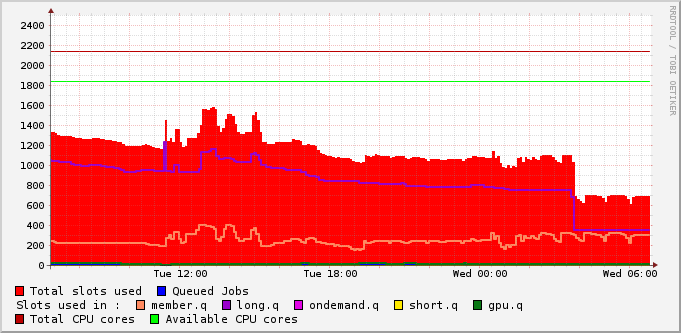 2400
2200
2000
1800
1600
1400
1200
1000
800
600
400
200
0
Tue 12:00 Tue 18:00 Wed 00:00 Wed 06:00
RRDTOOL / TOBI OETIKER
Total slots used Queued Jobs
Slots used in : member.q long.q ondemand.q short.q gpu.q
Total CPU cores Available CPU cores